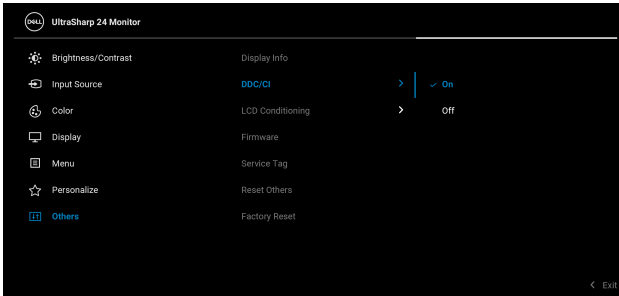 DELL UltraSharp 24 Monitor
Brightness/Contrast Display Info
Input Source DDC/CI On
Color LCD Conditioning Off
Display Firmware
Menu Service Tag
Personalize Reset Others
Others Factory Reset
Exit